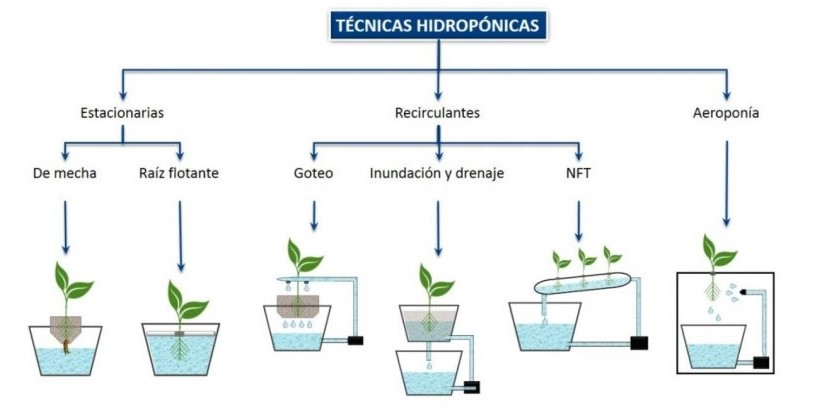 TÉCNICAS HIDROPÓNICAS
Estacionarias
Recirculantes
Aeroponía
De mecha
Raíz flotante
Goteo
Inundación y drenaje
NFT